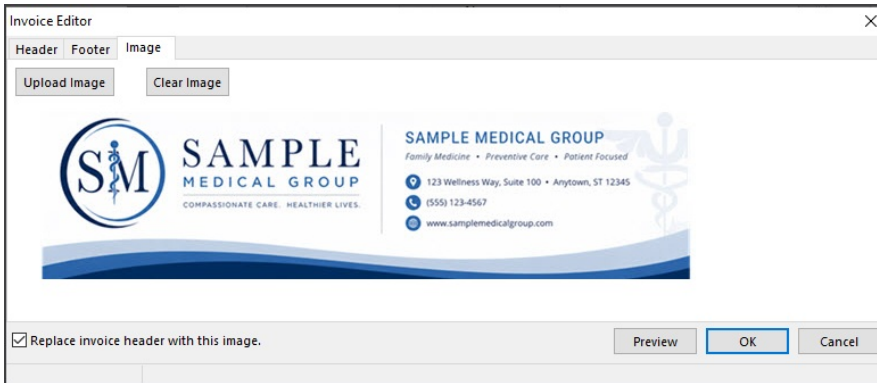 Invoice Editor
Header Footer Image
Upload Image Clear Image
SM
SAMPLE
MEDICAL GROUP
COMPASSIONATE CARE. HEALTHIER LIVES.
SAMPLE MEDICAL GROUP
Family Medicine • Preventive Care • Patient Focused
123 Wellness Way, Suite 100 • Anytown, ST 12345
(555) 123-4567
www.samplemedicalgroup.com
Replace invoice header with this image.
Preview OK Cancel